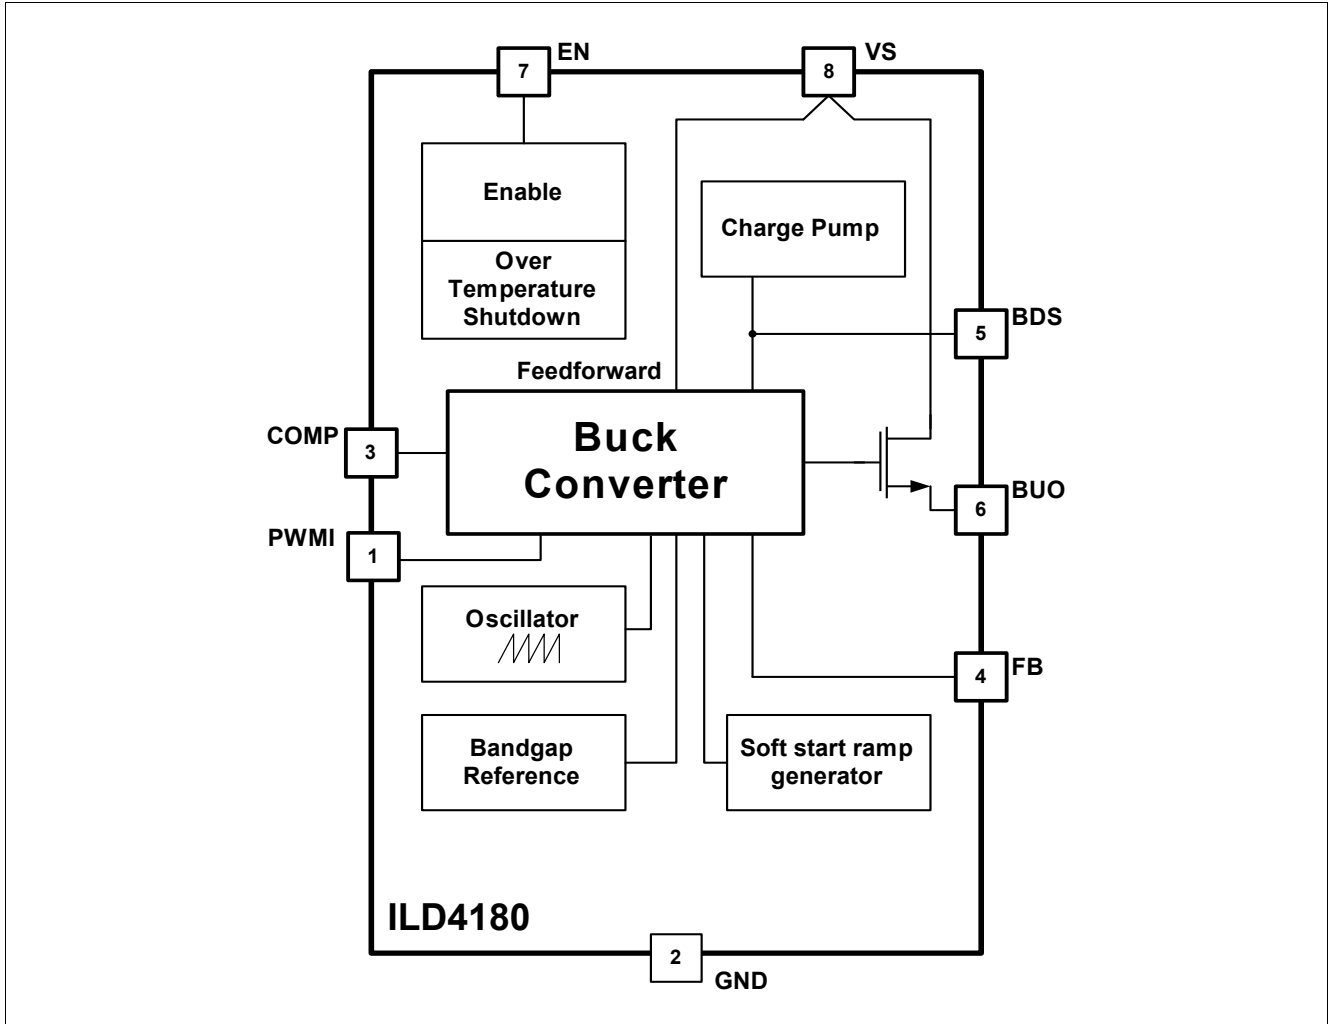 7
EN
8
VS
Enable
Charge Pump
Over
Temperature
Shutdown
5
BDS
Feedforward
COMP
3
Buck
Converter
6
BUO
PWMI
1
Oscillator
4
FB
Bandgap
Reference
Soft start ramp
generator
ILD4180
2
GND